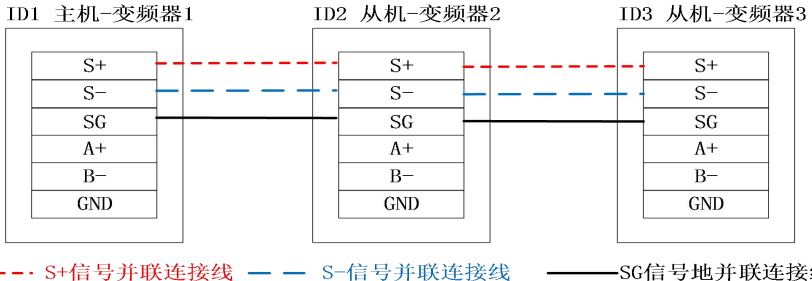 ID1 主机-变频器1 ID2 从机-变频器2 ID3 从机-变频器3
S+ S+ S+
S- S- S-
SG SG SG
A+ A+ A+
B- B- B-
GND GND GND
S+信号并联连接线 S-信号并联连接线 SG信号地并联连接